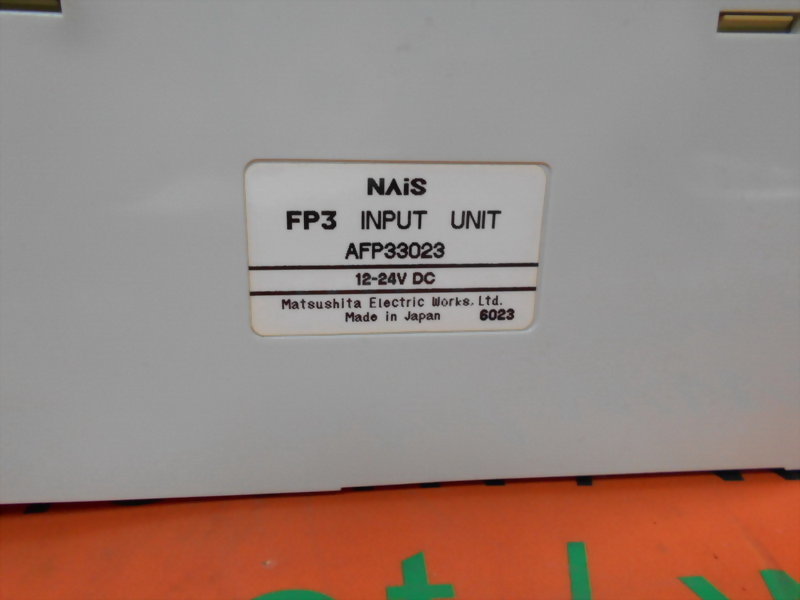 NAiS
FP3 INPUT UNIT
AFP33023
12-24V DC
Matsushita Electric Works, Ltd.
Made in Japan 6023